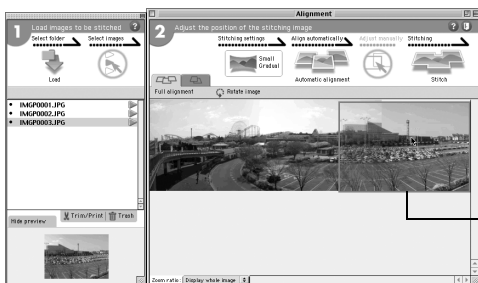 1 Load images to be stitched ?
Select folder Select images
Load
• IMGP0001.JPG
• IMGP0002.JPG
• IMGP0003.JPG
Hide preview Trim/Print Trash
Alignment
2 Adjust the position of the stitching image ?
Stitching settings Align automatically Adjust manually Stitching
Small
Gradual
Automatic alignment Stitch
Full alignment Rotate image
Zoom ratio: Display whole image